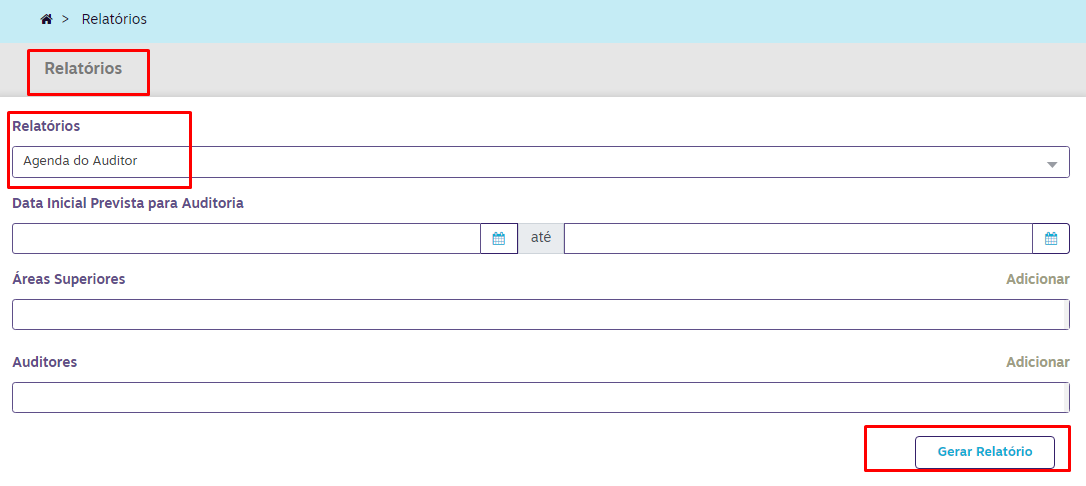 > Relatórios
Relatórios
Relatórios
Agenda do Auditor
Data Inicial Prevista para Auditoria
até
Áreas Superiores Adicionar
Auditores Adicionar
Gerar Relatório